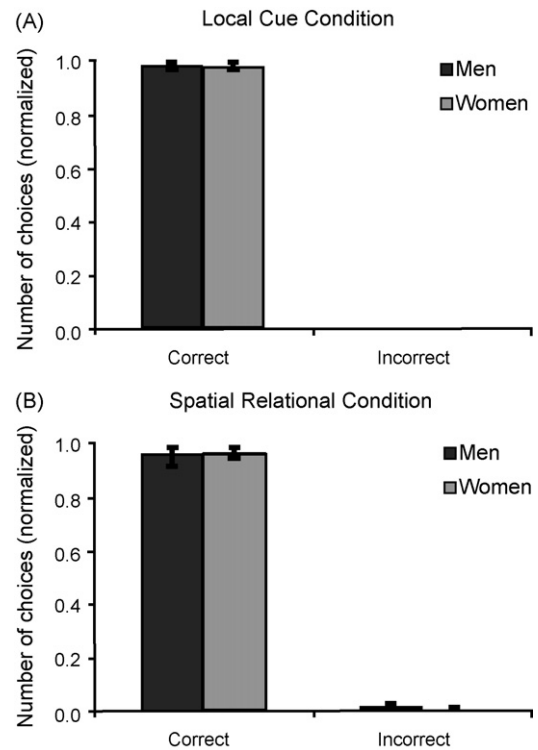 (A) Local Cue Condition
Number of choices (normalized)
1.0
0.8
0.6
0.4
0.2
0.0
Men
Women
Correct Incorrect
(B) Spatial Relational Condition
Number of choices (normalized)
1.0
0.8
0.6
0.4
0.2
0.0
Men
Women
Correct Incorrect